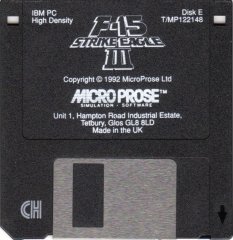 IBM PC
High Density
Disk E
T/MP122148
F-15
STRIKE EAGLE
III
Copyright © 1992 MicroProse Ltd
MICRO PROSE™
SIMULATION · SOFTWARE
Unit 1, Hampton Road Industrial Estate,
Tetbury, Glos GL8 8LD
Made in the UK
CH